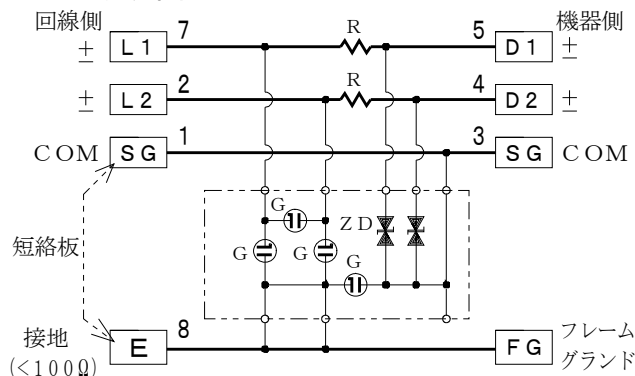 回線側 7 R 5 機器側
± L1 D1 ±
2 R 4
± L2 D2 ±
1 3
COM SG SG COM
G ZD
G G
短絡板 G
接地 8 フレーム
E FG グランド
(<100Ω)